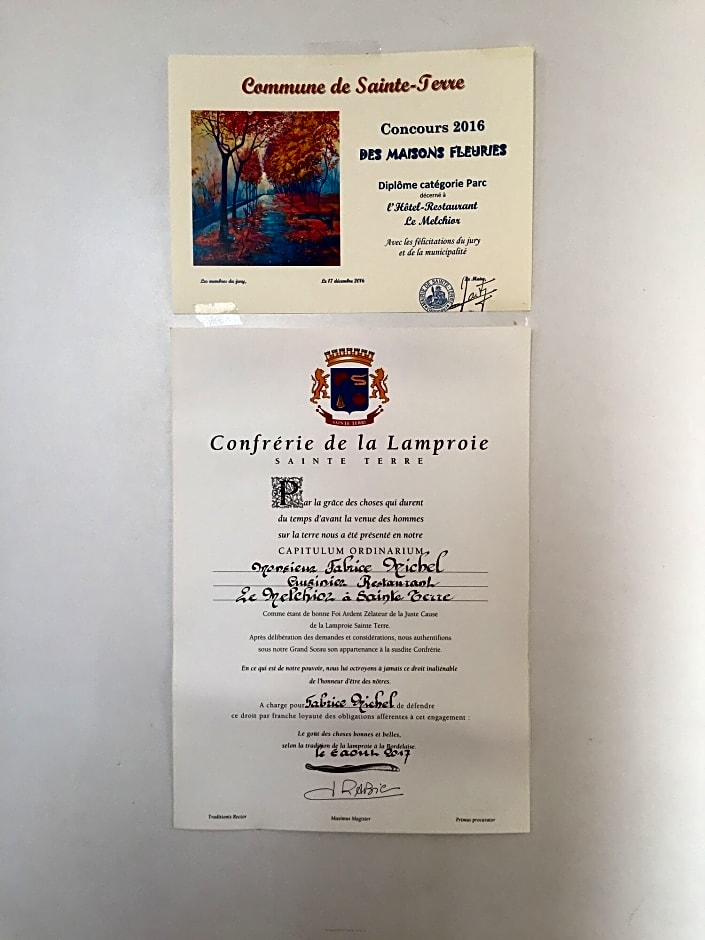 Commune de Sainte-Terre
Concours 2016
DES MAISONS FLEURIES
Diplôme catégorie Parc
décerné à
l'Hôtel-Restaurant
Le Melchior
Avec les félicitations du jury
et de la municipalité
Les membres du jury,
Le 17 décembre 2016
Le Maire,
SAINTE TERRE
Confrérie de la Lamproie
SAINTE TERRE
Par la grâce des choses qui durent
du temps d'avant la venue des hommes
sur la terre nous a été présenté en notre
CAPITULUM ORDINARIUM,
Monsieur Fabrice Michel
Cuisinier Restaurant
Le Melchior à Sainte Terre
Comme étant de bonne Foi Ardent Zélateur de la Juste Cause
de la Lamproie Sainte Terre.
Après délibération des demandes et considérations, nous authentifions
sous notre Grand Sceau son appartenance à la susdite Confrérie.
En ce qui est de notre pouvoir, nous lui octroyons à jamais ce droit inaliénable
de l'honneur d'être des nôtres.
A charge pour Fabrice Michel de défendre
ce droit par franche loyauté des obligations afférentes à cet engagement :
Le goût des choses bonnes et belles,
selon la tradition de la lamproie à la Bordelaise.
le 6 août 2017
Traditionis Rector
Maximus Magister
Primus procurator